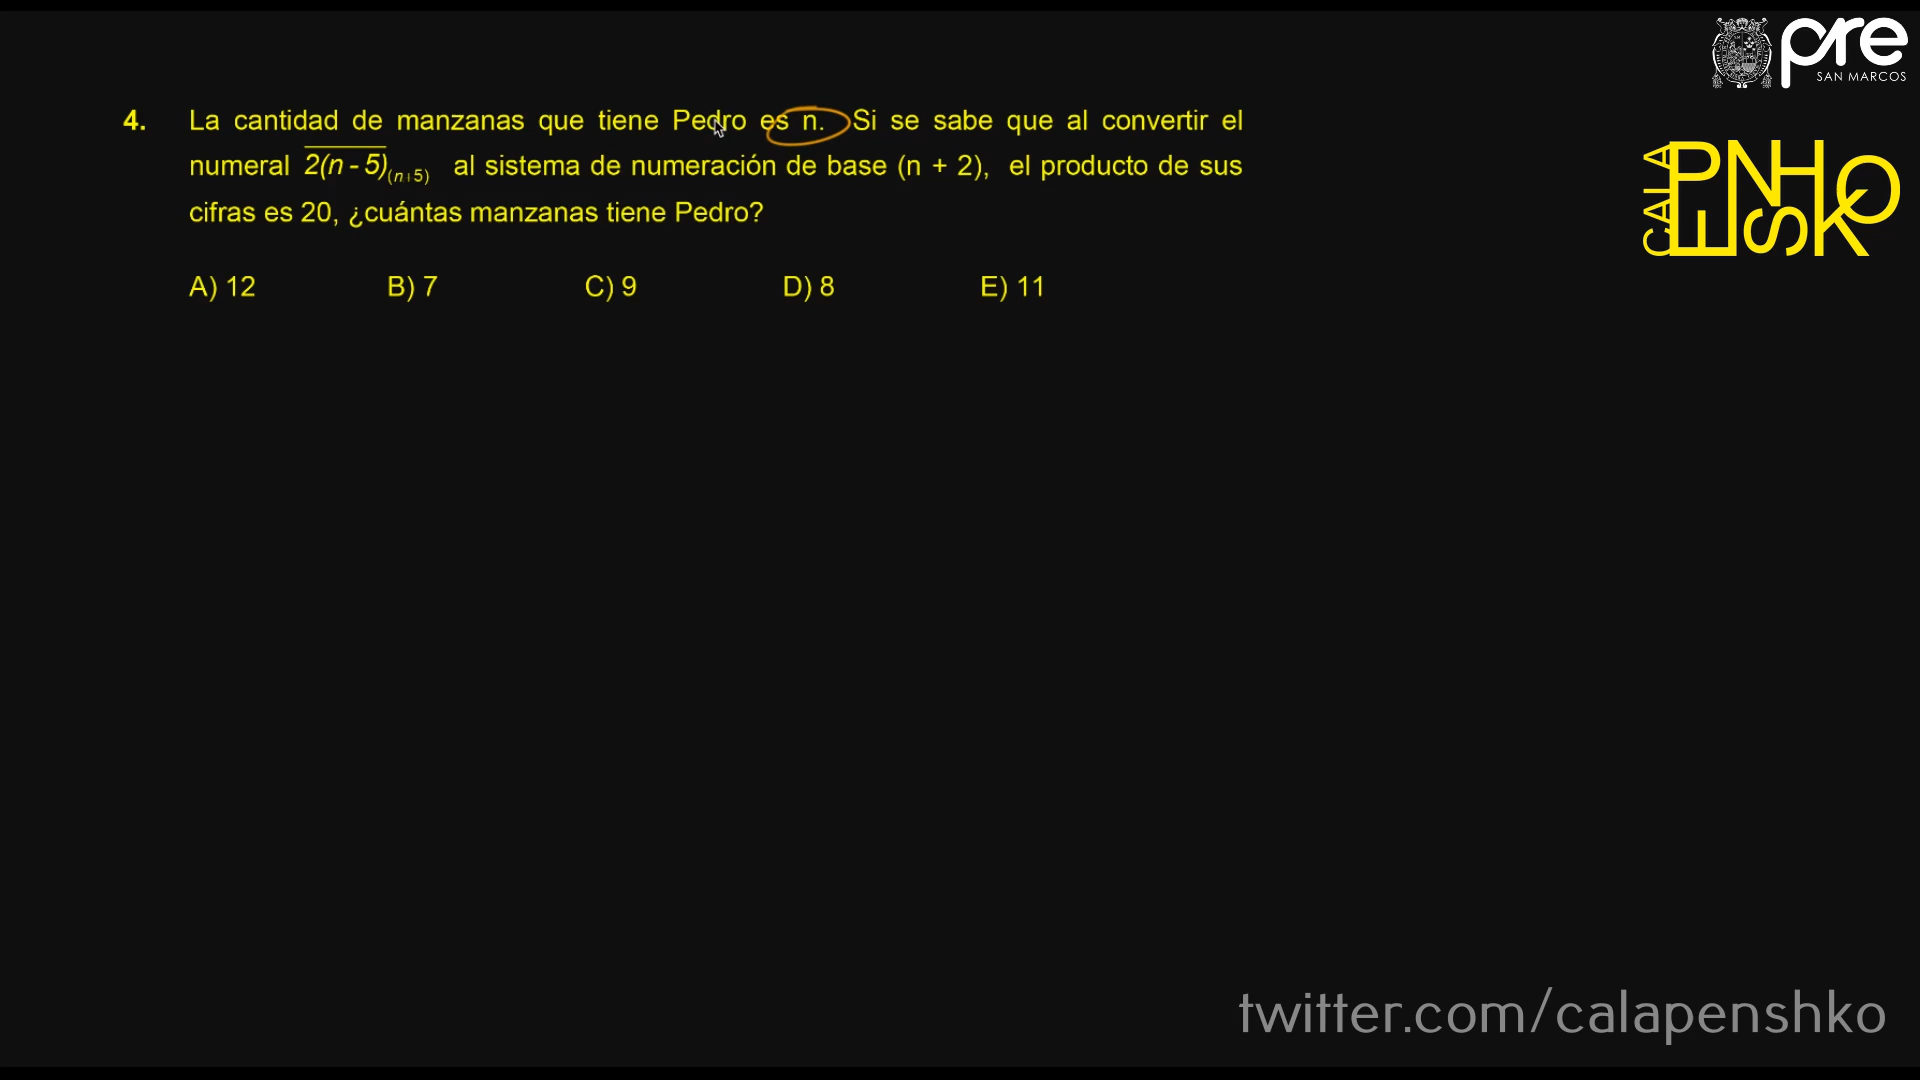 pre
SAN MARCOS
4. La cantidad de manzanas que tiene Pedro es n. Si se sabe que al convertir el
numeral 2(n - 5)(n+5) al sistema de numeración de base (n + 2), el producto de sus
cifras es 20, ¿cuántas manzanas tiene Pedro?
A) 12 B) 7 C) 9 D) 8 E) 11
CALA PENSHKO
twitter.com/calapenshko